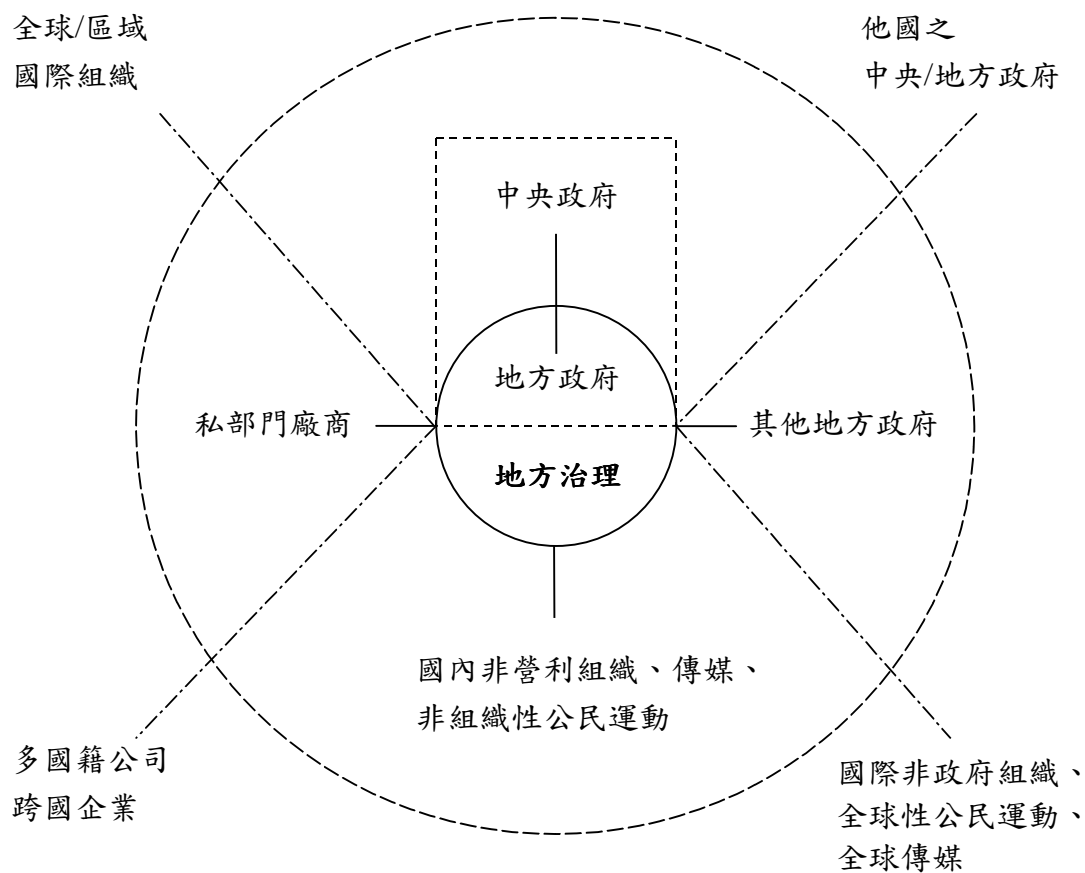 全球/區域
國際組織
他國之
中央/地方政府
中央政府
地方政府
私部門廠商
其他地方政府
地方治理
國內非營利組織、傳媒、
非組織性公民運動
多國籍公司
跨國企業
國際非政府組織、
全球性公民運動、
全球傳媒